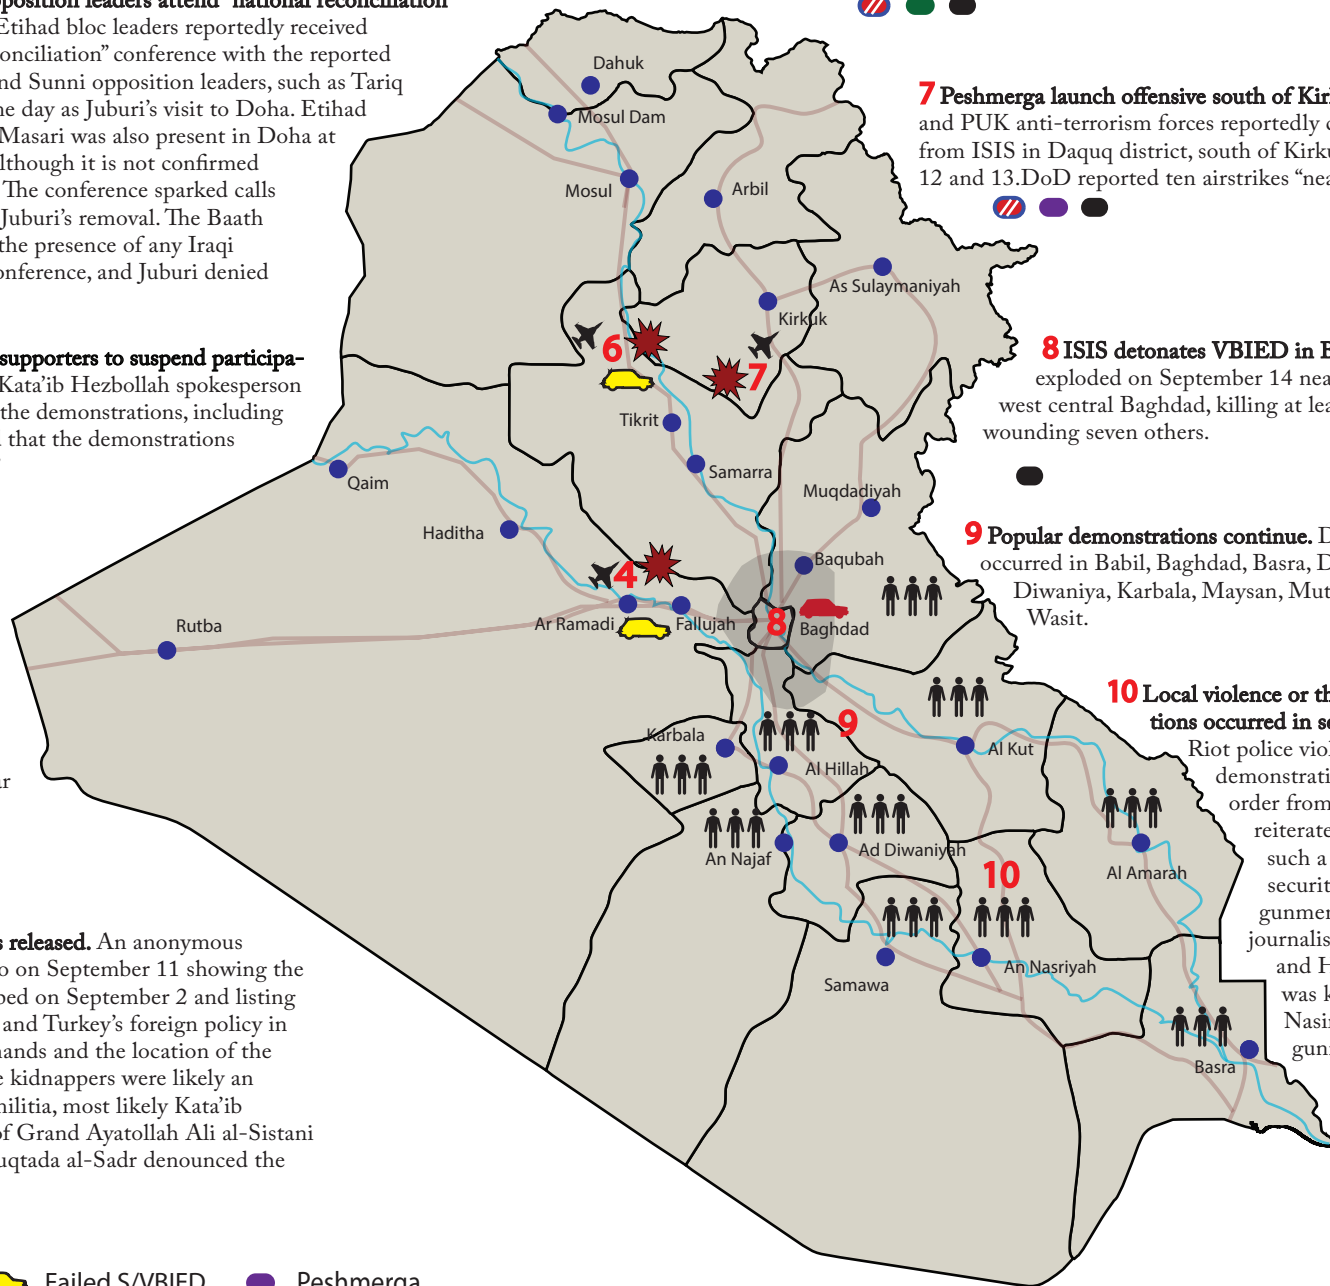 pposition leaders attend "national reconciliation
Etihad bloc leaders reportedly received
onciliation" conference with the reported
nd Sunni opposition leaders, such as Tariq
ne day as Juburi's visit to Doha. Etihad
Masari was also present in Doha at
lthough it is not confirmed
The conference sparked calls
Juburi's removal. The Baath
the presence of any Iraqi
onference, and Juburi denied
supporters to suspend participa-
Kata'ib Hezbollah spokesperson
the demonstrations, including
that the demonstrations
ur
s released. An anonymous
o on September 11 showing the
ped on September 2 and listing
and Turkey's foreign policy in
nands and the location of the
e kidnappers were likely an
militia, most likely Kata'ib
of Grand Ayatollah Ali al-Sistani
uqtada al-Sadr denounced the
Failed S/VBIED
Peshmerga
Dahuk
Mosul Dam
Mosul
Arbil
As Sulaymaniyah
Kirkuk
6
7
Tikrit
Samarra
Qaim
Haditha
Muqdadiyah
Baqubah
4
Ar Ramadi
Fallujah
8
Baghdad
Rutba
Karbala
9
Al Hillah
Al Kut
An Najaf
Ad Diwaniyah
10
Al Amarah
Samawa
An Nasriyah
Basra
7 Peshmerga launch offensive south of Kir
and PUK anti-terrorism forces reportedly c
from ISIS in Daquq district, south of Kirku
12 and 13.DoD reported ten airstrikes "nea
8 ISIS detonates VBIED in B
exploded on September 14 nea
west central Baghdad, killing at lea
wounding seven others.
9 Popular demonstrations continue. D
occurred in Babil, Baghdad, Basra, D
Diwaniya, Karbala, Maysan, Mut
Wasit.
10 Local violence or th
tions occurred in se
Riot police viol
demonstrati
order from
reiterate
such a
securit
gunmen
journalis
and H
was k
Nasir
gunn